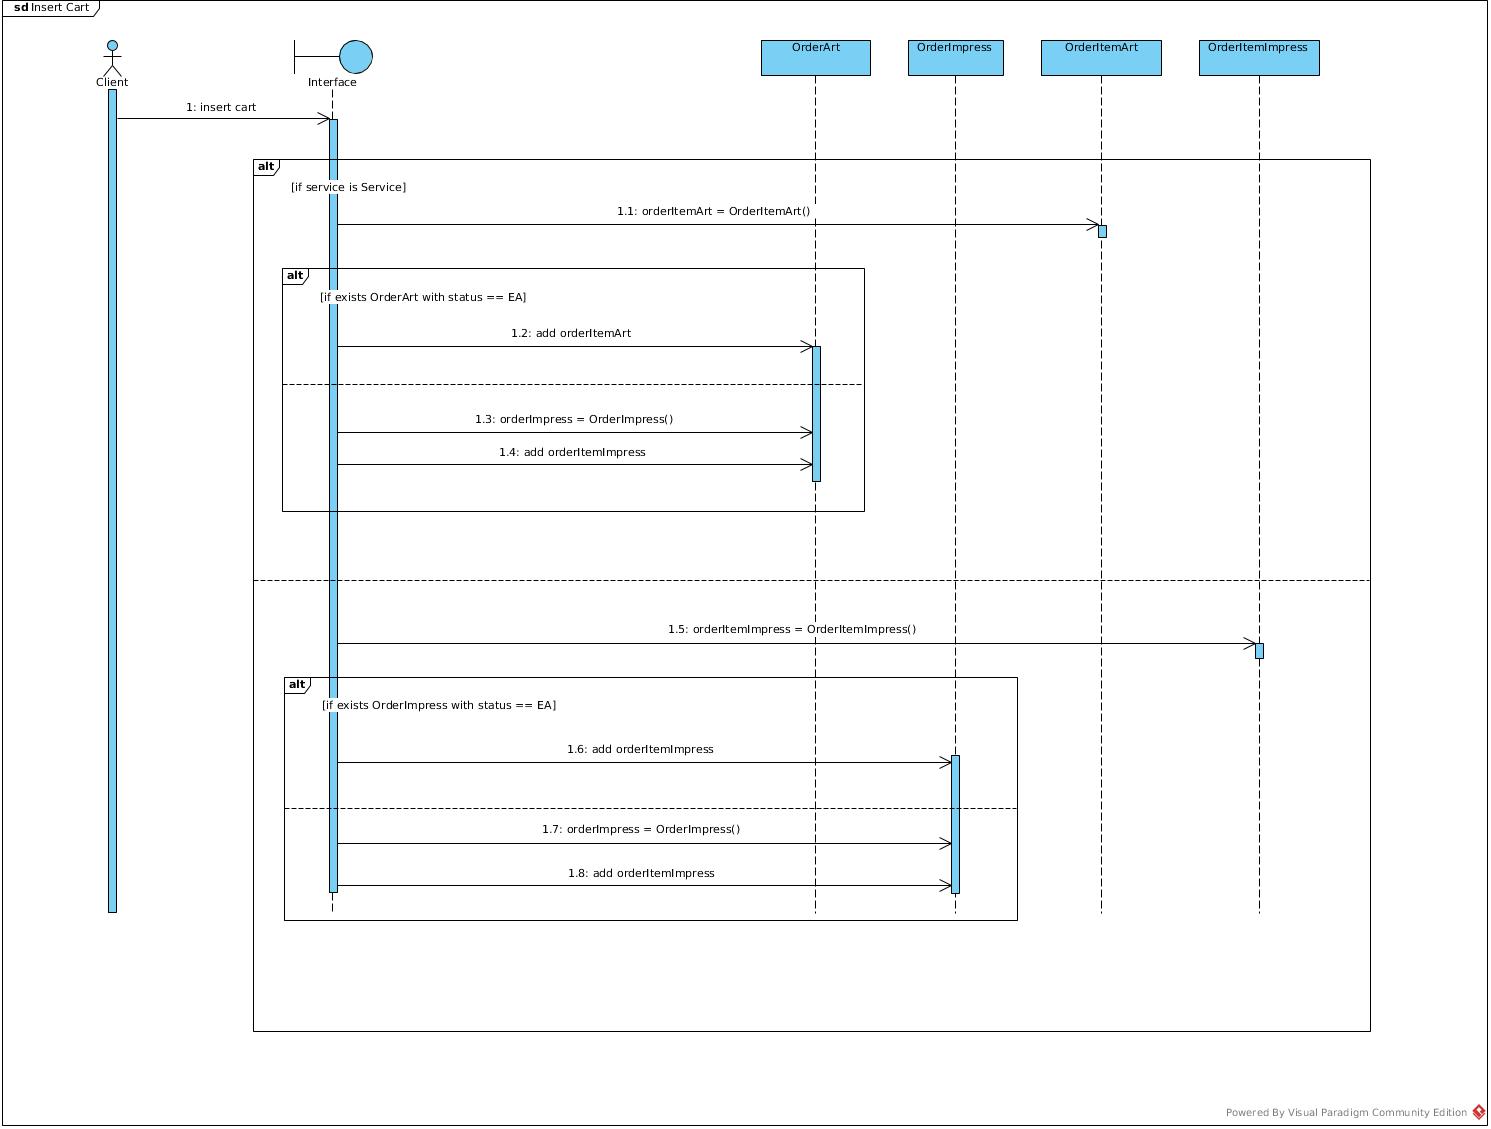 sd Insert Cart
Client
Interface
OrderArt
OrderImpress
OrderItemArt
OrderItemImpress
1: insert cart
alt
[if service is Service]
1.1: orderItemArt = OrderItemArt()
alt
[if exists OrderArt with status == EA]
1.2: add orderItemArt
1.3: orderImpress = OrderImpress()
1.4: add orderItemImpress
1.5: orderItemImpress = OrderItemImpress()
alt
[if exists OrderImpress with status == EA]
1.6: add orderItemImpress
1.7: orderImpress = OrderImpress()
1.8: add orderItemImpress
Powered By Visual Paradigm Community Edition